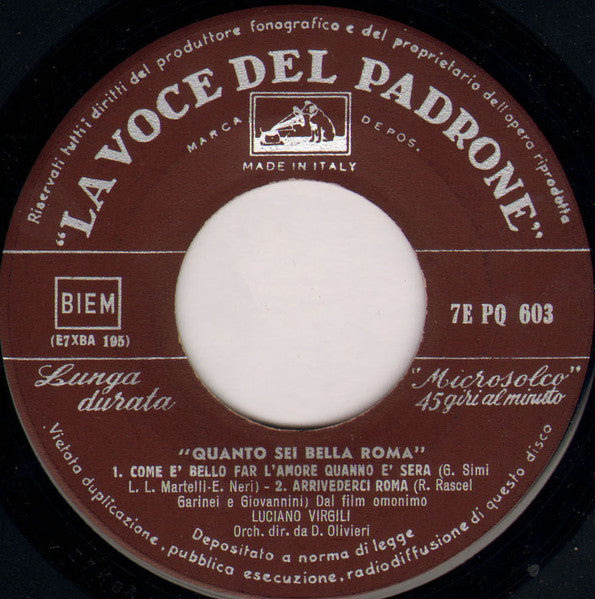 Riservati tutti i diritti del produttore fonografico e del proprietario dell'opera riprodotta
"LA VOCE DEL PADRONE"
MARCA DEPOS.
MADE IN ITALY
BIEM
(E7XBA 195)
7E PQ 603
Lunga
durata
"Microsolco"
45 giri al minuto
"QUANTO SEI BELLA ROMA"
1. COME E' BELLO FAR L'AMORE QUANNO E' SERA (G. Simi
L. L. Martelli-E. Neri) - 2. ARRIVEDERCI ROMA (R. Rascel
Garinei e Giovannini) Dal film omonimo
LUCIANO VIRGILI
Orch. dir. da D. Olivieri
Depositato a norma di legge
Vietata duplicazione, pubblica esecuzione, radiodiffusione di questo disco